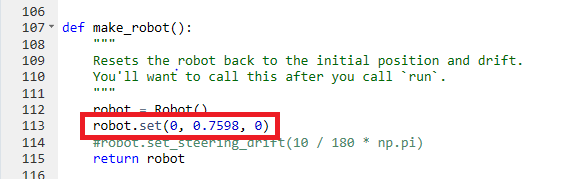 106
107 def make_robot():
108 """
109 Resets the robot back to the initial position and drift.
110 You'll want to call this after you call `run`.
111 """
112 robot = Robot()
113 robot.set(0, 0.7598, 0)
114 #robot.set_steering_drift(10 / 180 * np.pi)
115 return robot
116